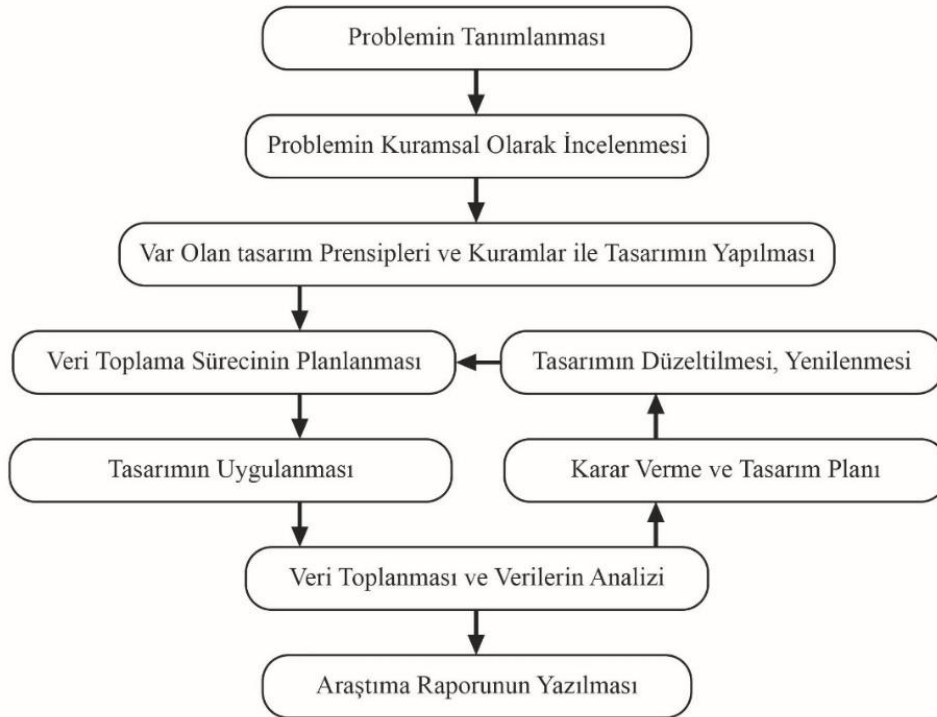 Problemin Tanımlanması
Problemin Kuramsal Olarak İncelenmesi
Var Olan tasarım Prensipleri ve Kuramlar ile Tasarımın Yapılması
Veri Toplama Sürecinin Planlanması
Tasarımın Düzeltilmesi, Yenilenmesi
Tasarımın Uygulanması
Karar Verme ve Tasarım Planı
Veri Toplanması ve Verilerin Analizi
Araştıma Raporunun Yazılması